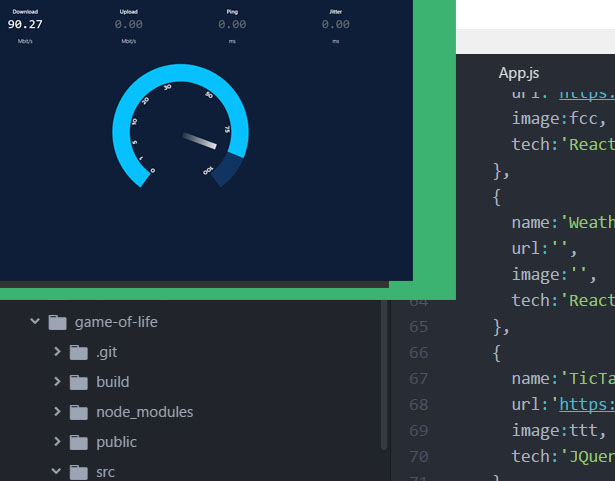 Download Upload Ping Jitter
90.27 0.00 0.00 0.00
Mbit/s Mbit/s ms ms
0
1
5
10
30
50
75
100
App.js
url: 'https:
image:fcc,
tech:'React
},
{
name:'Weath
url:'',
image:'',
64 tech:'React
65 },
66 {
67 name:'TicTa
68 url:'https:
69 image:ttt,
70 tech:'JQuer
71 }
game-of-life
.git
build
node_modules
public
src